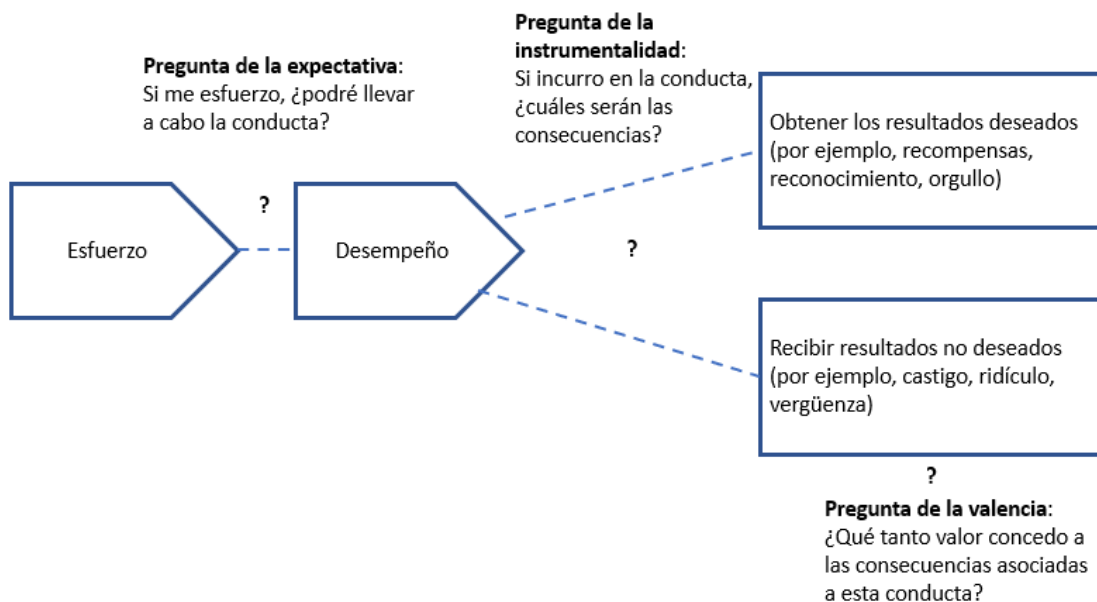 Pregunta de la expectativa:
Si me esfuerzo, ¿podré llevar
a cabo la conducta?
Pregunta de la
instrumentalidad:
Si incurro en la conducta,
¿cuáles serán las
consecuencias?
Esfuerzo
?
Desempeño
?
Obtener los resultados deseados
(por ejemplo, recompensas,
reconocimiento, orgullo)
Recibir resultados no deseados
(por ejemplo, castigo, ridículo,
vergüenza)
?
Pregunta de la valencia:
¿Qué tanto valor concedo a
las consecuencias asociadas
a esta conducta?